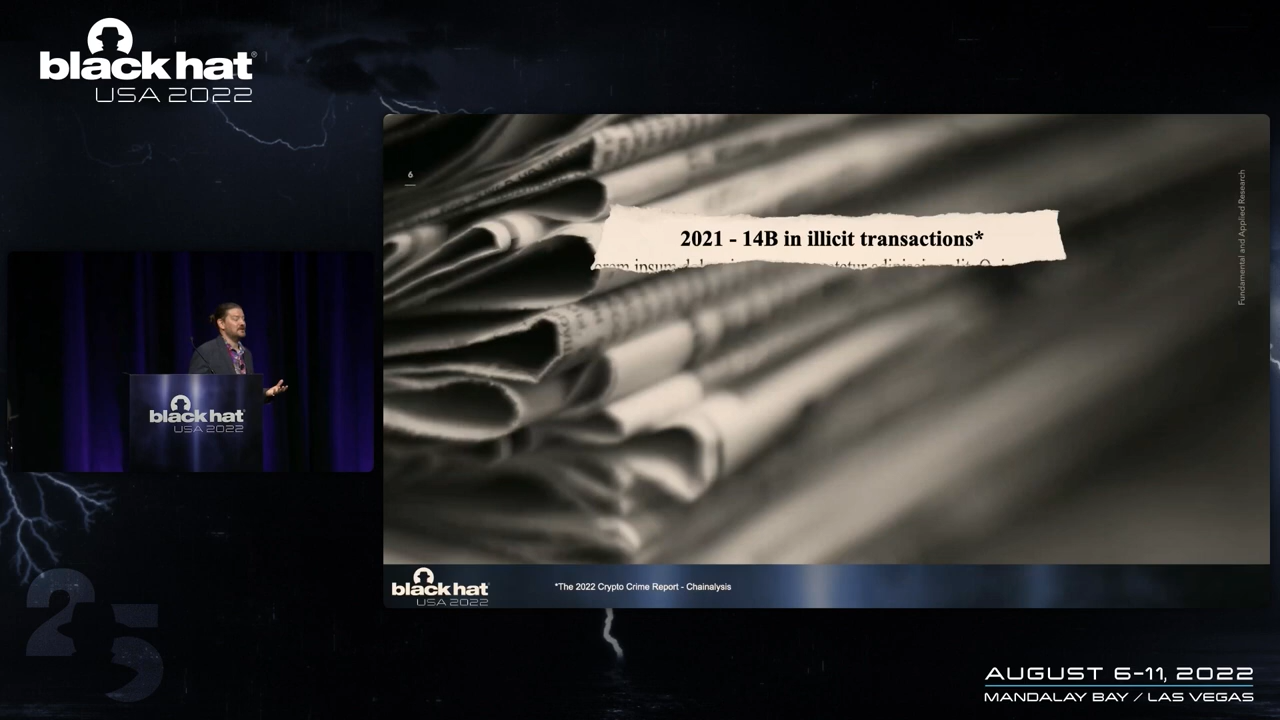 black hat®
USA 2022
6
2021 - 14B in illicit transactions*
Fundamental and Applied Research
black hat
USA 2022
black hat
USA 2022
*The 2022 Crypto Crime Report - Chainalysis
25
AUGUST 6-11, 2022
MANDALAY BAY / LAS VEGAS